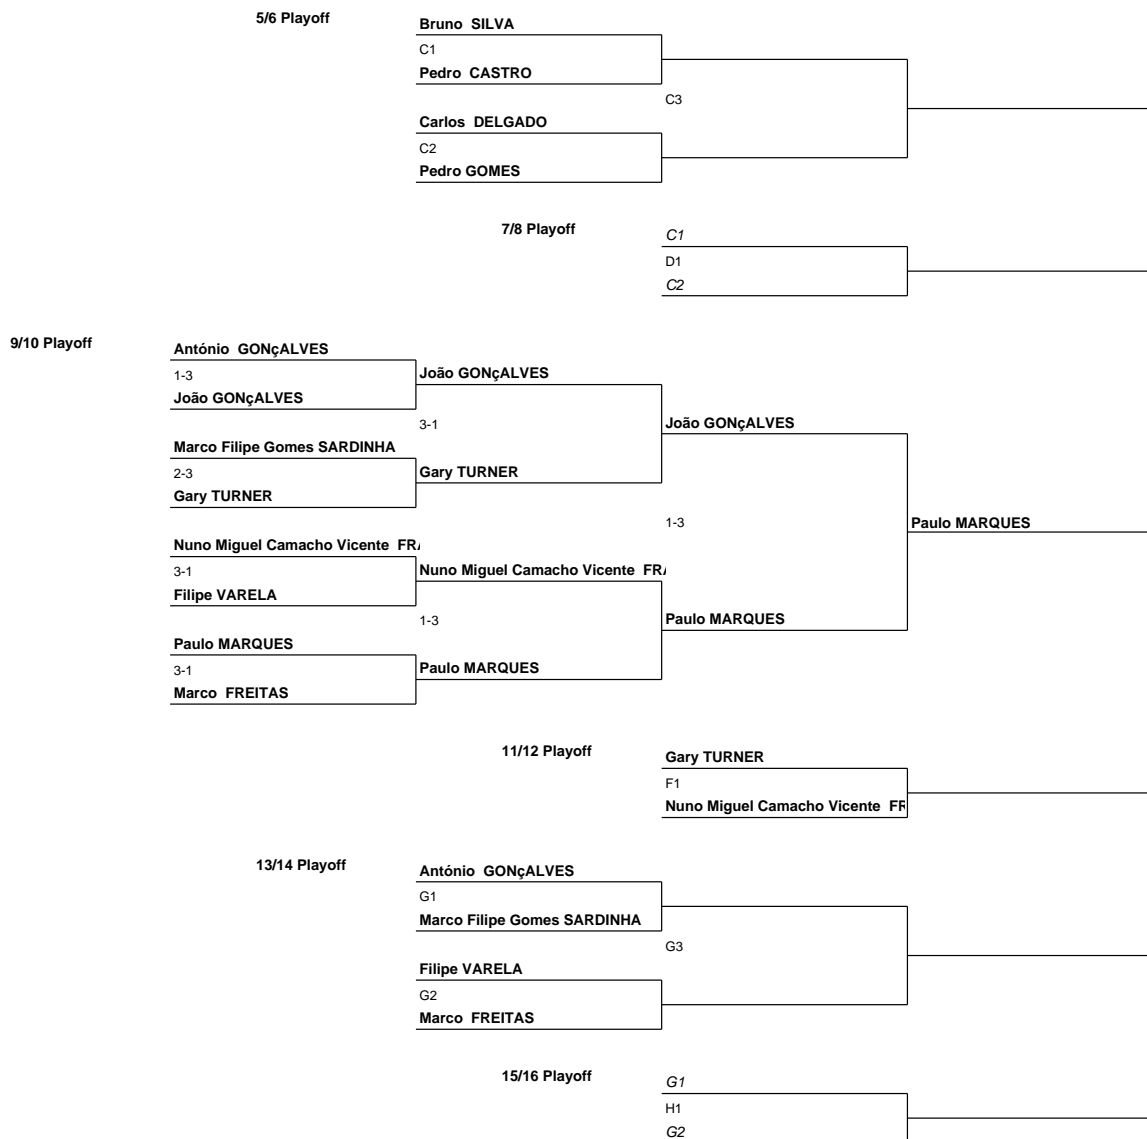 5/6 Playoff
Bruno SILVA
C1
Pedro CASTRO
C3
Carlos DELGADO
C2
Pedro GOMES
7/8 Playoff
C1
D1
C2
9/10 Playoff
António GONçALVES
1-3
João GONçALVES
João GONçALVES
3-1
João GONçALVES
Marco Filipe Gomes SARDINHA
2-3
Gary TURNER
Gary TURNER
1-3
Paulo MARQUES
Nuno Miguel Camacho Vicente
3-1
Nuno Miguel Camacho Vicente
Filipe VARELA
1-3
Paulo MARQUES
Paulo MARQUES
3-1
Paulo MARQUES
Marco FREITAS
11/12 Playoff
Gary TURNER
F1
Nuno Miguel Camacho Vicente
13/14 Playoff
António GONçALVES
G1
Marco Filipe Gomes SARDINHA
G3
Filipe VARELA
G2
Marco FREITAS
15/16 Playoff
G1
H1
G2